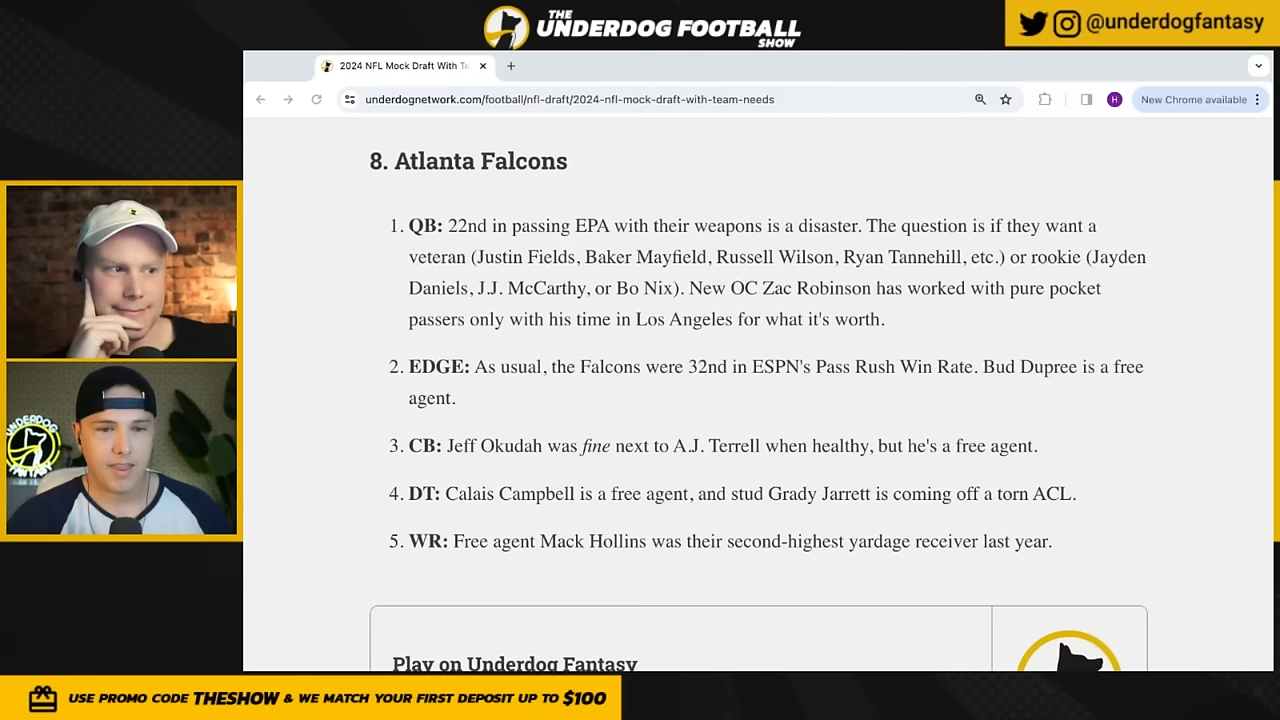 THE
UNDERDOG FOOTBALL
SHOW
@underdogfantasy
2024 NFL Mock Draft With Te
underdognetwork.com/football/nfl-draft/2024-nfl-mock-draft-with-team-needs
H
New Chrome available
8. Atlanta Falcons
1. QB: 22nd in passing EPA with their weapons is a disaster. The question is if they want a
veteran (Justin Fields, Baker Mayfield, Russell Wilson, Ryan Tannehill, etc.) or rookie (Jayden
Daniels, J.J. McCarthy, or Bo Nix). New OC Zac Robinson has worked with pure pocket
passers only with his time in Los Angeles for what it's worth.
2. EDGE: As usual, the Falcons were 32nd in ESPN's Pass Rush Win Rate. Bud Dupree is a free
agent.
3. CB: Jeff Okudah was fine next to A.J. Terrell when healthy, but he's a free agent.
4. DT: Calais Campbell is a free agent, and stud Grady Jarrett is coming off a torn ACL.
5. WR: Free agent Mack Hollins was their second-highest yardage receiver last year.
Play on Underdog Fantasy
UNDERDOG
FANTASY
USE PROMO CODE THESHOW & WE MATCH YOUR FIRST DEPOSIT UP TO $100